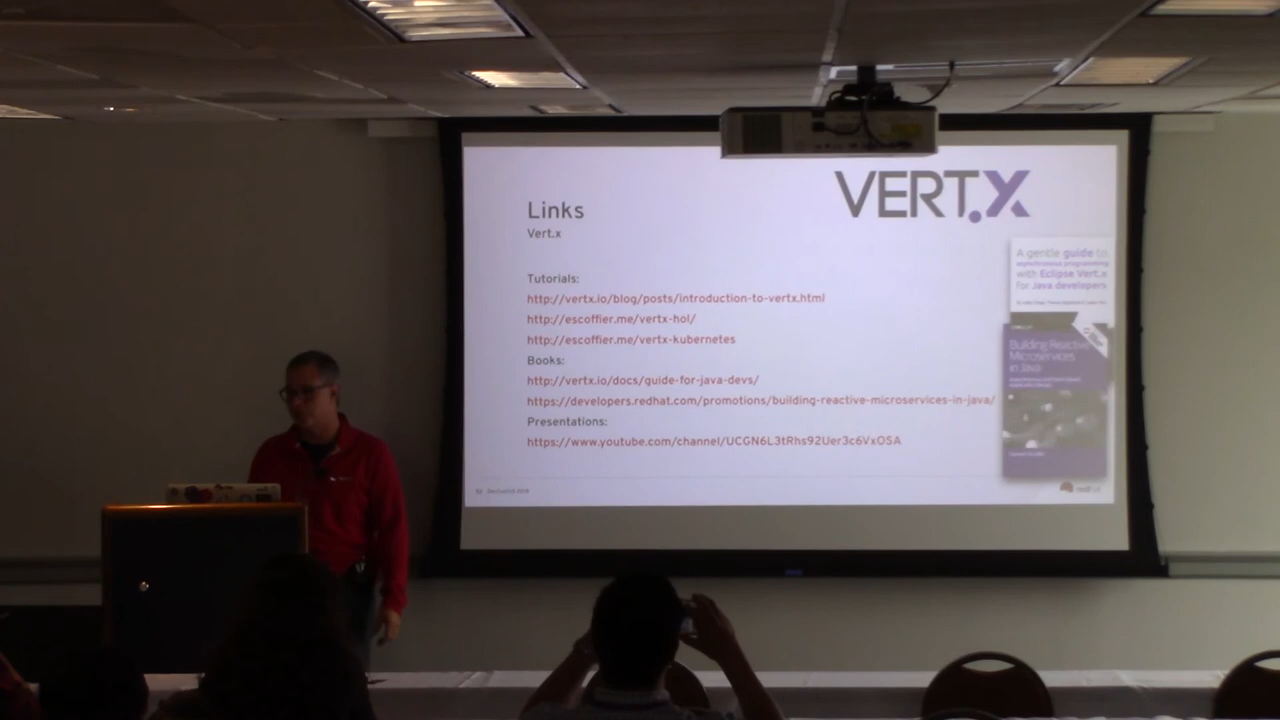 VERT.X
Links
Vert.x
Tutorials:
http://vertx.io/blog/posts/introduction-to-vertx.html
http://escoffier.me/vertx-hol/
http://escoffier.me/vertx-kubernetes
Books:
http://vertx.io/docs/guide-for-java-devs/
https://developers.redhat.com/promotions/building-reactive-microservices-in-java/
Presentations:
https://www.youtube.com/channel/UCGN6L3tRhs92Uer3c6VxOSA
A gentle guide to
asynchronous programming
with Eclipse Vert.x
for Java developers
Building Reactive
Microservices
in Java
redhat